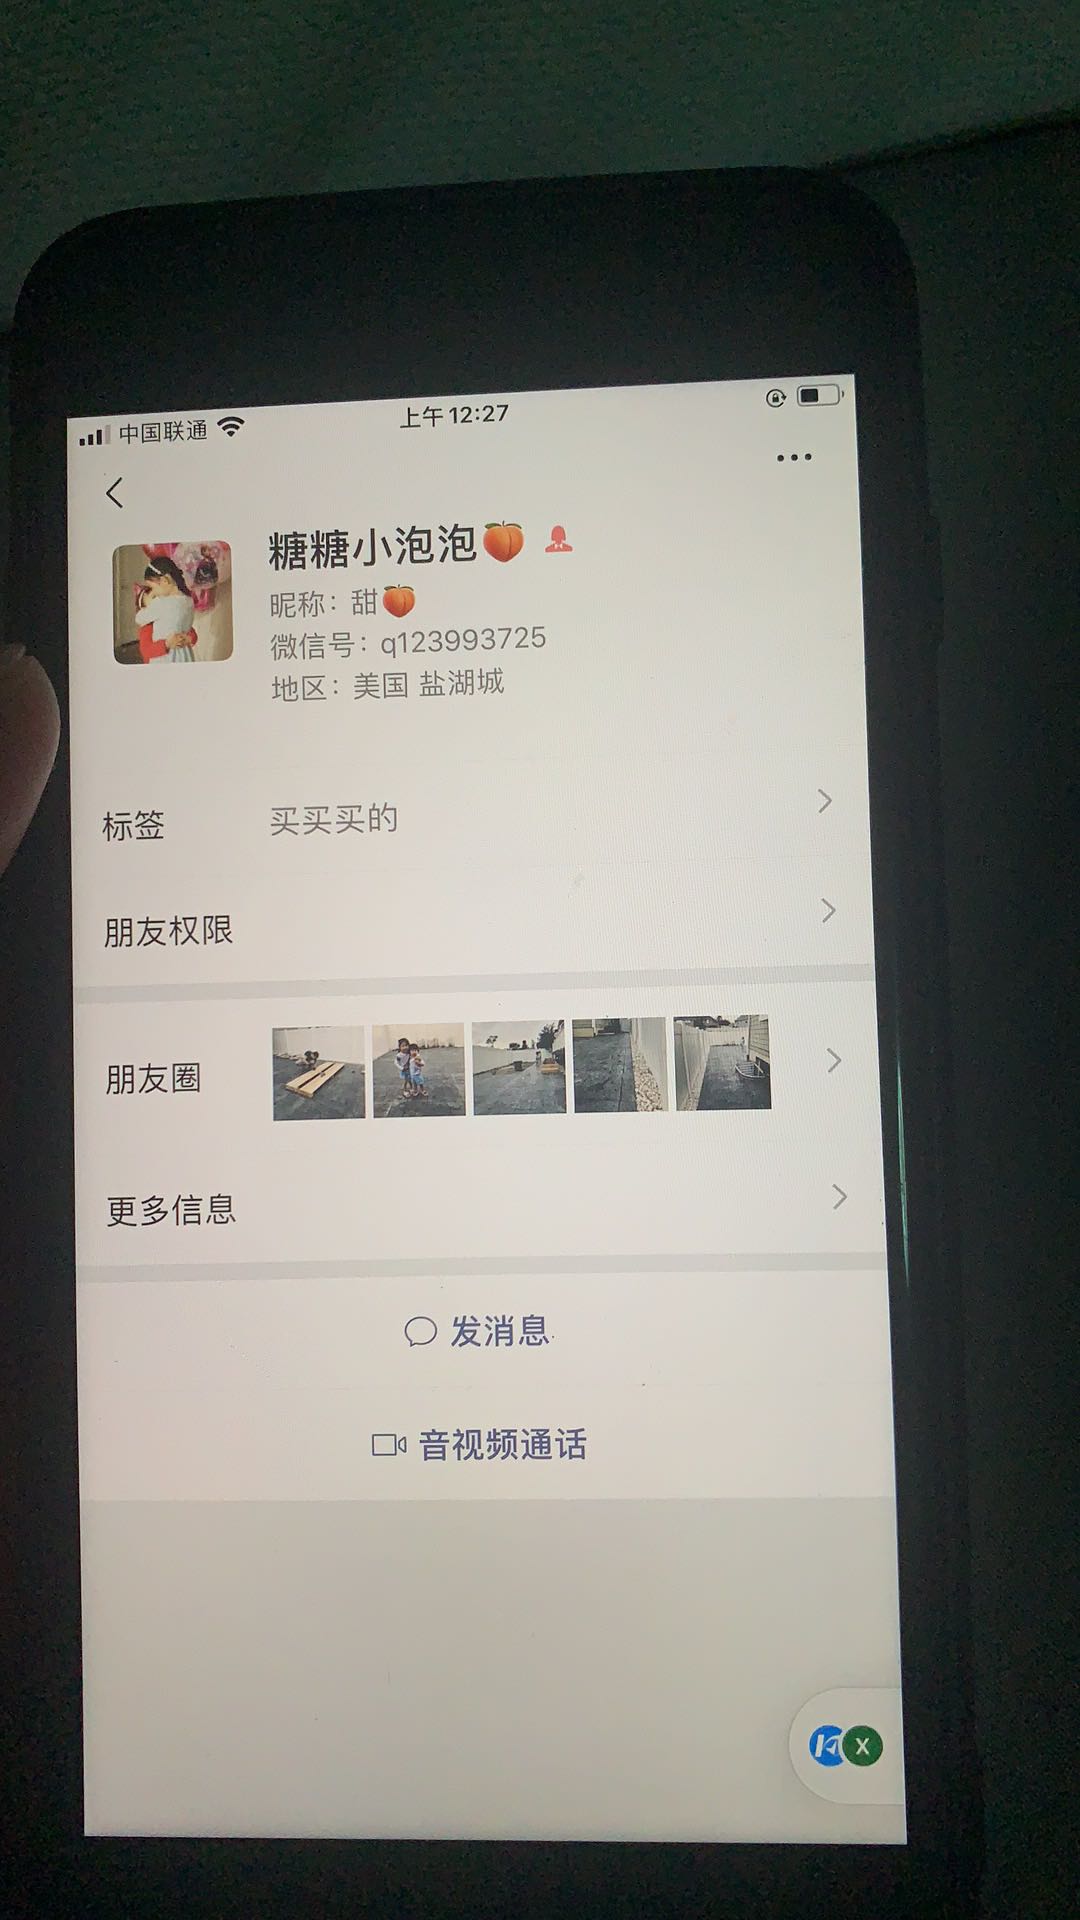 中国联通
上午12:27
糖糖小泡泡🍑
昵称：甜🍑
微信号：q123993725
地区：美国 盐湖城
标签 买买买的
朋友权限
朋友圈
更多信息
发消息
音视频通话
X